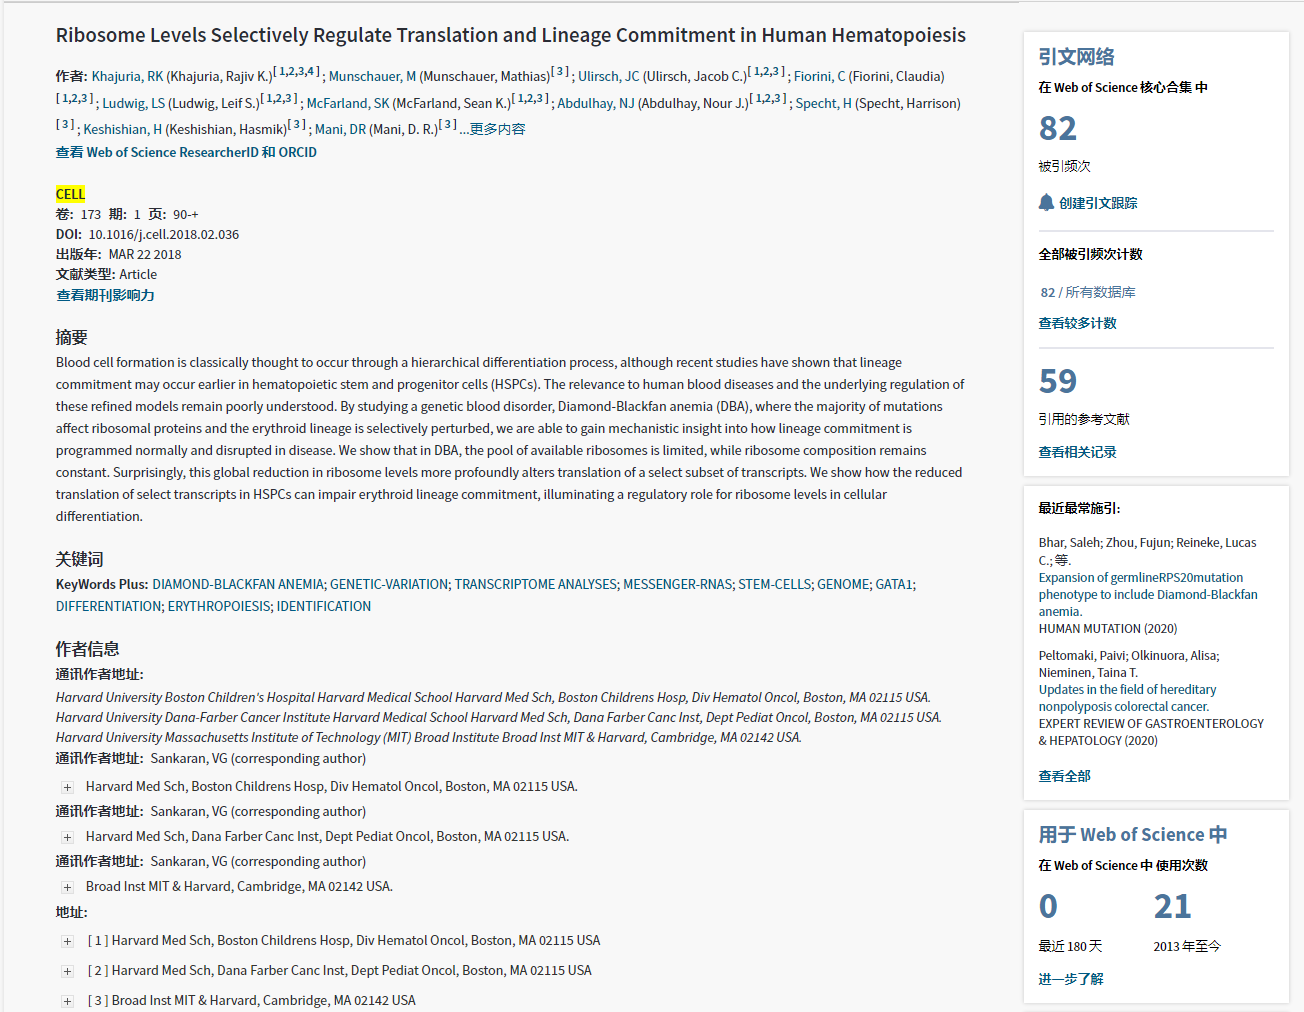 Ribosome Levels Selectively Regulate Translation and Lineage Commitment in Human Hematopoiesis
作者: Khajuria, RK (Khajuria, Rajiv K.)[ 1,2,3,4 ] ; Munschauer, M (Munschauer, Mathias)[ 3 ] ; Ulirsch, JC (Ulirsch, Jacob C.)[ 1,2,3 ] ; Fiorini, C (Fiorini, Claudia)
[ 1,2,3 ] ; Ludwig, LS (Ludwig, Leif S.)[ 1,2,3 ] ; McFarland, SK (McFarland, Sean K.)[ 1,2,3 ] ; Abdulhay, NJ (Abdulhay, Nour J.)[ 1,2,3 ] ; Specht, H (Specht, Harrison)
[ 3 ] ; Keshishian, H (Keshishian, Hasmik)[ 3 ] ; Mani, DR (Mani, D. R.)[ 3 ] ...更多内容
查看 Web of Science ResearcherID 和 ORCID
CELL
卷: 173 期: 1 页: 90-+
DOI: 10.1016/j.cell.2018.02.036
出版年: MAR 22 2018
文献类型: Article
查看期刊影响力
摘要
Blood cell formation is classically thought to occur through a hierarchical differentiation process, although recent studies have shown that lineage
commitment may occur earlier in hematopoietic stem and progenitor cells (HSPCs). The relevance to human blood diseases and the underlying regulation of
these refined models remain poorly understood. By studying a genetic blood disorder, Diamond-Blackfan anemia (DBA), where the majority of mutations
affect ribosomal proteins and the erythroid lineage is selectively perturbed, we are able to gain mechanistic insight into how lineage commitment is
programmed normally and disrupted in disease. We show that in DBA, the pool of available ribosomes is limited, while ribosome composition remains
constant. Surprisingly, this global reduction in ribosome levels more profoundly alters translation of a select subset of transcripts. We show how the reduced
translation of select transcripts in HSPCs can impair erythroid lineage commitment, illuminating a regulatory role for ribosome levels in cellular
differentiation.
关键词
KeyWords Plus: DIAMOND-BLACKFAN ANEMIA; GENETIC-VARIATION; TRANSCRIPTOME ANALYSES; MESSENGER-RNAS; STEM-CELLS; GENOME; GATA1;
DIFFERENTIATION; ERYTHROPOIESIS; IDENTIFICATION
作者信息
通讯作者地址:
Harvard University Boston Children's Hospital Harvard Medical School Harvard Med Sch, Boston Childrens Hosp, Div Hematol Oncol, Boston, MA 02115 USA.
Harvard University Dana-Farber Cancer Institute Harvard Medical School Harvard Med Sch, Dana Farber Canc Inst, Dept Pediat Oncol, Boston, MA 02115 USA.
Harvard University Massachusetts Institute of Technology (MIT) Broad Institute Broad Inst MIT & Harvard, Cambridge, MA 02142 USA.
通讯作者地址: Sankaran, VG (corresponding author)
Harvard Med Sch, Boston Childrens Hosp, Div Hematol Oncol, Boston, MA 02115 USA.
通讯作者地址: Sankaran, VG (corresponding author)
Harvard Med Sch, Dana Farber Canc Inst, Dept Pediat Oncol, Boston, MA 02115 USA.
通讯作者地址: Sankaran, VG (corresponding author)
Broad Inst MIT & Harvard, Cambridge, MA 02142 USA.
地址:
[ 1 ] Harvard Med Sch, Boston Childrens Hosp, Div Hematol Oncol, Boston, MA 02115 USA
[ 2 ] Harvard Med Sch, Dana Farber Canc Inst, Dept Pediat Oncol, Boston, MA 02115 USA
[ 3 ] Broad Inst MIT & Harvard, Cambridge, MA 02142 USA
引文网络
在 Web of Science 核心合集 中
82
被引频次
创建引文跟踪
全部被引频次计数
82 / 所有数据库
查看较多计数
59
引用的参考文献
查看相关记录
最近最常施引:
Bhar, Saleh; Zhou, Fujun; Reineke, Lucas
C.; 等.
Expansion of germlineRPS20mutation
phenotype to include Diamond-Blackfan
anemia.
HUMAN MUTATION (2020)
Peltomaki, Paivi; Olkinuora, Alisa;
Nieminen, Taina T.
Updates in the field of hereditary
nonpolyposis colorectal cancer.
EXPERT REVIEW OF GASTROENTEROLOGY
& HEPATOLOGY (2020)
查看全部
用于 Web of Science 中
在 Web of Science 中 使用次数
0 21
最近 180 天 2013 年至今
进一步了解